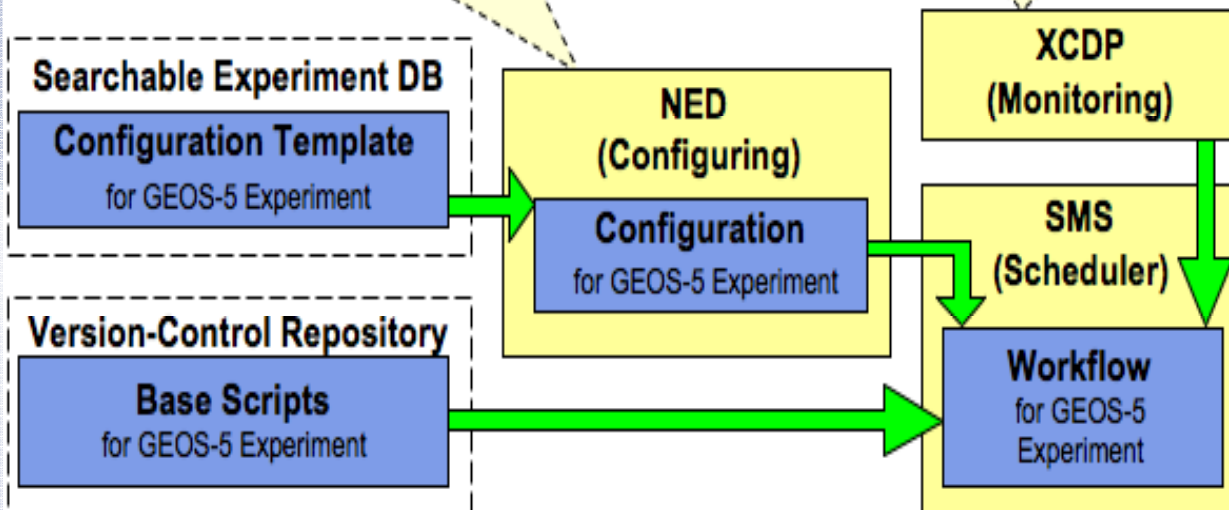 Searchable Experiment DB
Configuration Template
for GEOS-5 Experiment
Version-Control Repository
Base Scripts
for GEOS-5 Experiment
NED
(Configuring)
Configuration
for GEOS-5 Experiment
XCDP
(Monitoring)
SMS
(Scheduler)
Workflow
for GEOS-5
Experiment